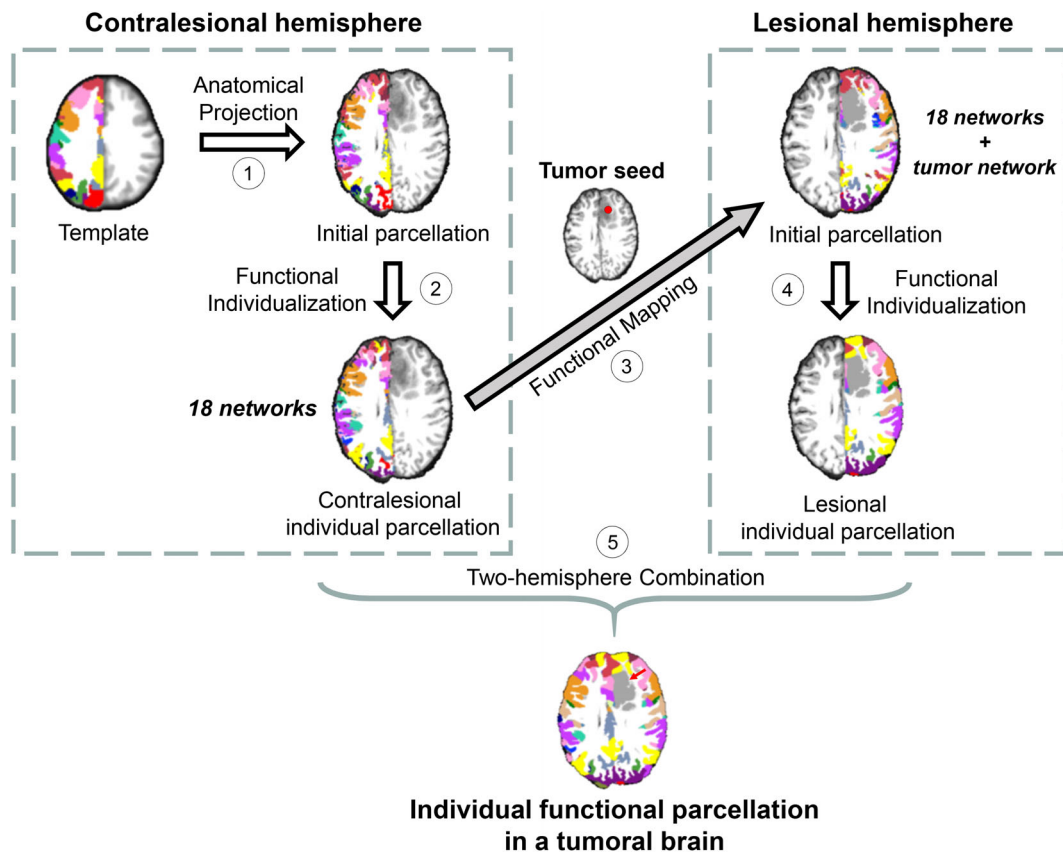 Contralesional hemisphere
Lesional hemisphere
Anatomical
Projection
1
Template
Initial parcellation
Functional
Individualization
2
18 networks
Contralesional
individual parcellation
Tumor seed
Functional Mapping
3
18 networks
+
tumor network
Initial parcellation
4
Functional
Individualization
Lesional
individual parcellation
5
Two-hemisphere Combination
Individual functional parcellation
in a tumoral brain